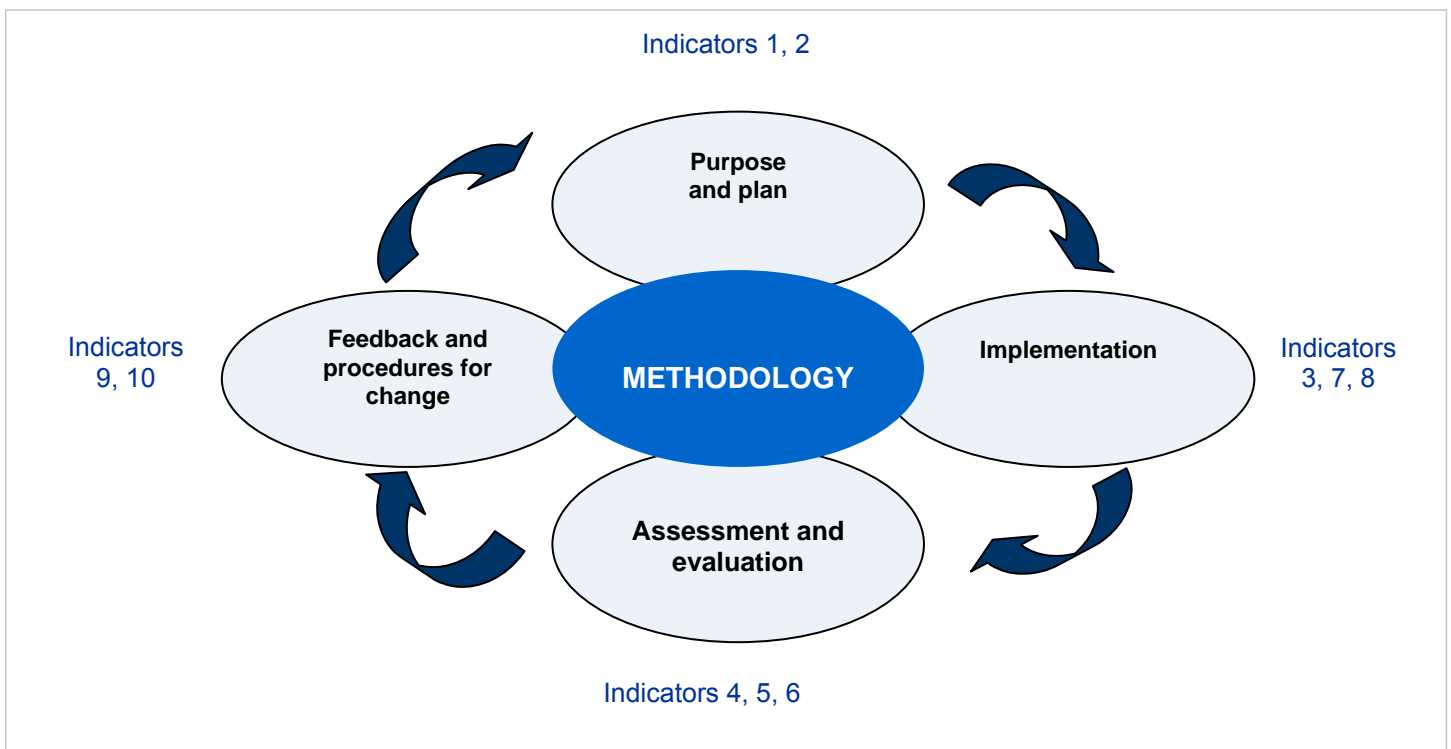 Indicators 1, 2
Purpose
and plan
Feedback and
procedures for
change
METHODOLOGY
Implementation
Indicators
9, 10
Indicators
3, 7, 8
Assessment and
evaluation
Indicators 4, 5, 6